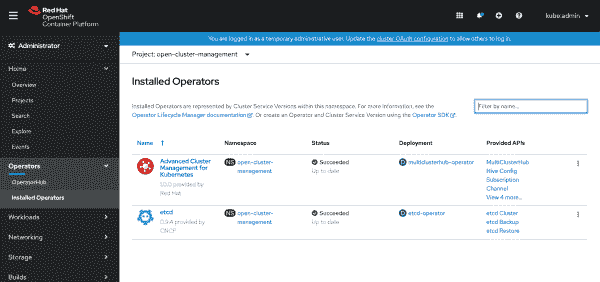 Red Hat
OpenShift
Container Platform
kube:admin
You are logged in as a temporary administrative user. Update the cluster OAuth configuration to allow others to log in.
Administrator
Project: open-cluster-management
Home
Overview
Projects
Search
Explore
Events
Operators
OperatorHub
Installed Operators
Workloads
Networking
Storage
Builds
Installed Operators
Installed Operators are represented by Cluster Service Versions within this namespace. For more information, see the
Operator Lifecycle Manager documentation. Or create an Operator and Cluster Service Version using the Operator SDK.
Filter by name...
Name Namespace Status Deployment Provided APIs
Advanced Cluster
Management for
Kubernetes
provided by
Red Hat
NS open-cluster-
management
Succeeded
Up to date
D multiclusterhub-operator
MultiClusterHub
Hive Config
Subscription
Channel
View 4 more...
etcd
0.9.4 provided by
CNCF
NS open-cluster-
management
Succeeded
Up to date
D etcd-operator
etcd Cluster
etcd Backup
etcd Restore